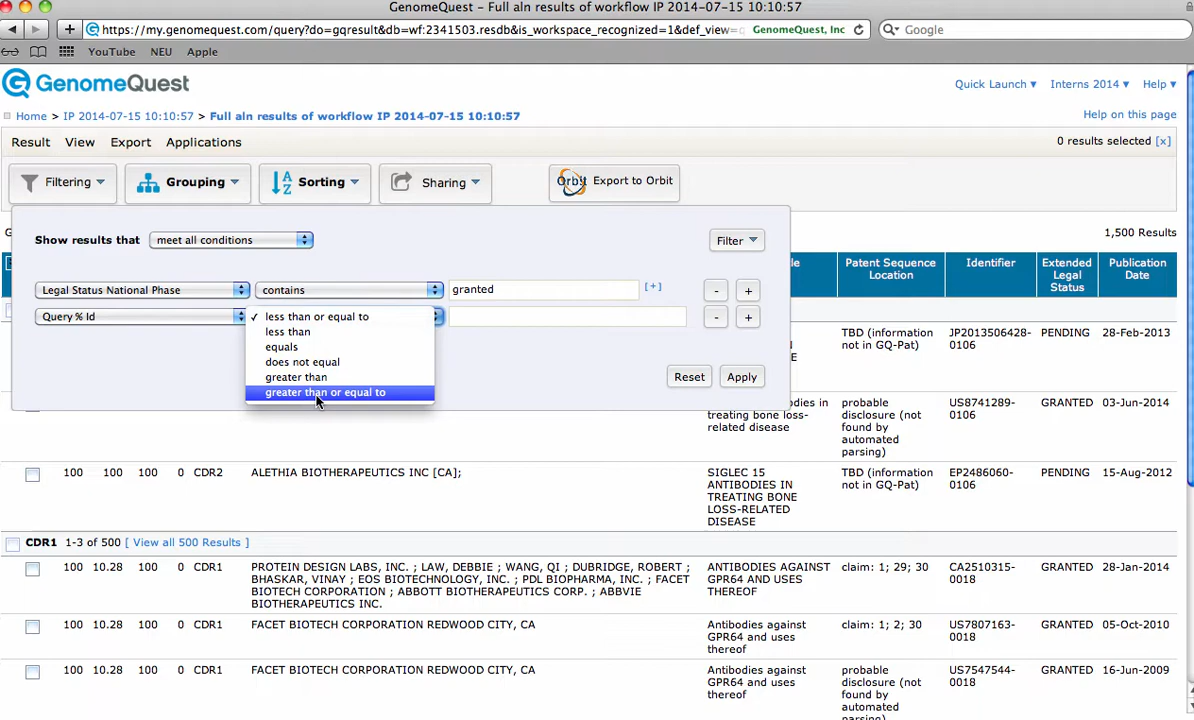 GenomeQuest - Full aln results of workflow IP 2014-07-15 10:10:57
https://my.genomequest.com/query?do=gqresult&db=wf:2341503.resdb&is_workspace_recognized=1&def_view= GenomeQuest, Inc Google
YouTube NEU Apple
GenomeQuest Quick Launch Interns 2014 Help
Home > IP 2014-07-15 10:10:57 > Full aln results of workflow IP 2014-07-15 10:10:57 Help on this page
Result View Export Applications 0 results selected [x]
Filtering Grouping Sorting Sharing Orbit Export to Orbit
Show results that meet all conditions Filter 1,500 Results
Patent Sequence Location Identifier Extended Legal Status Publication Date
Legal Status National Phase contains granted [+] - +
Query % Id ✓ less than or equal to - +
less than
equals
does not equal
greater than
greater than or equal to
Reset Apply
TBD (information JP2013506428- PENDING 28-Feb-2013
not in GQ-Pat) 0106
in probable US8741289- GRANTED 03-Jun-2014
treating bone loss- disclosure (not 0106
related disease found by
automated
parsing)
100 100 100 0 CDR2 ALETHIA BIOTHERAPEUTICS INC [CA]; SIGLEC 15 TBD (information EP2486060- PENDING 15-Aug-2012
ANTIBODIES IN not in GQ-Pat) 0106
TREATING BONE
LOSS-RELATED
DISEASE
CDR1 1-3 of 500 [ View all 500 Results ]
100 10.28 100 0 CDR1 PROTEIN DESIGN LABS, INC. ; LAW, DEBBIE ; WANG, QI ; DUBRIDGE, ROBERT ; ANTIBODIES AGAINST claim: 1; 29; 30 CA2510315- GRANTED 28-Jan-2014
BHASKAR, VINAY ; EOS BIOTECHNOLOGY, INC. ; PDL BIOPHARMA, INC. ; FACET GPR64 AND USES 0018
BIOTECH CORPORATION ; ABBOTT BIOTHERAPEUTICS CORP. ; ABBVIE THEREOF
BIOTHERAPEUTICS INC.
100 10.28 100 0 CDR1 FACET BIOTECH CORPORATION REDWOOD CITY, CA Antibodies against claim: 1; 2; 30 US7807163- GRANTED 05-Oct-2010
GPR64 and uses 0018
thereof
100 10.28 100 0 CDR1 FACET BIOTECH CORPORATION REDWOOD CITY, CA Antibodies against probable US7547544- GRANTED 16-Jun-2009
GPR64 and uses disclosure (not 0018
thereof found by
automated